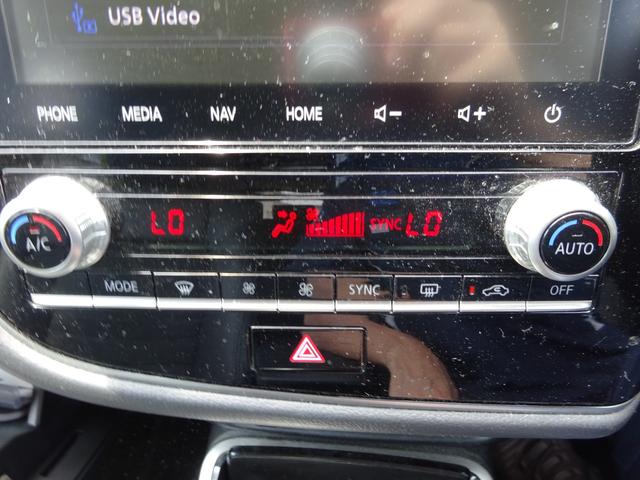 USB Video
PHONE MEDIA NAV HOME
A/C LO SYNC LO AUTO
MODE SYNC OFF